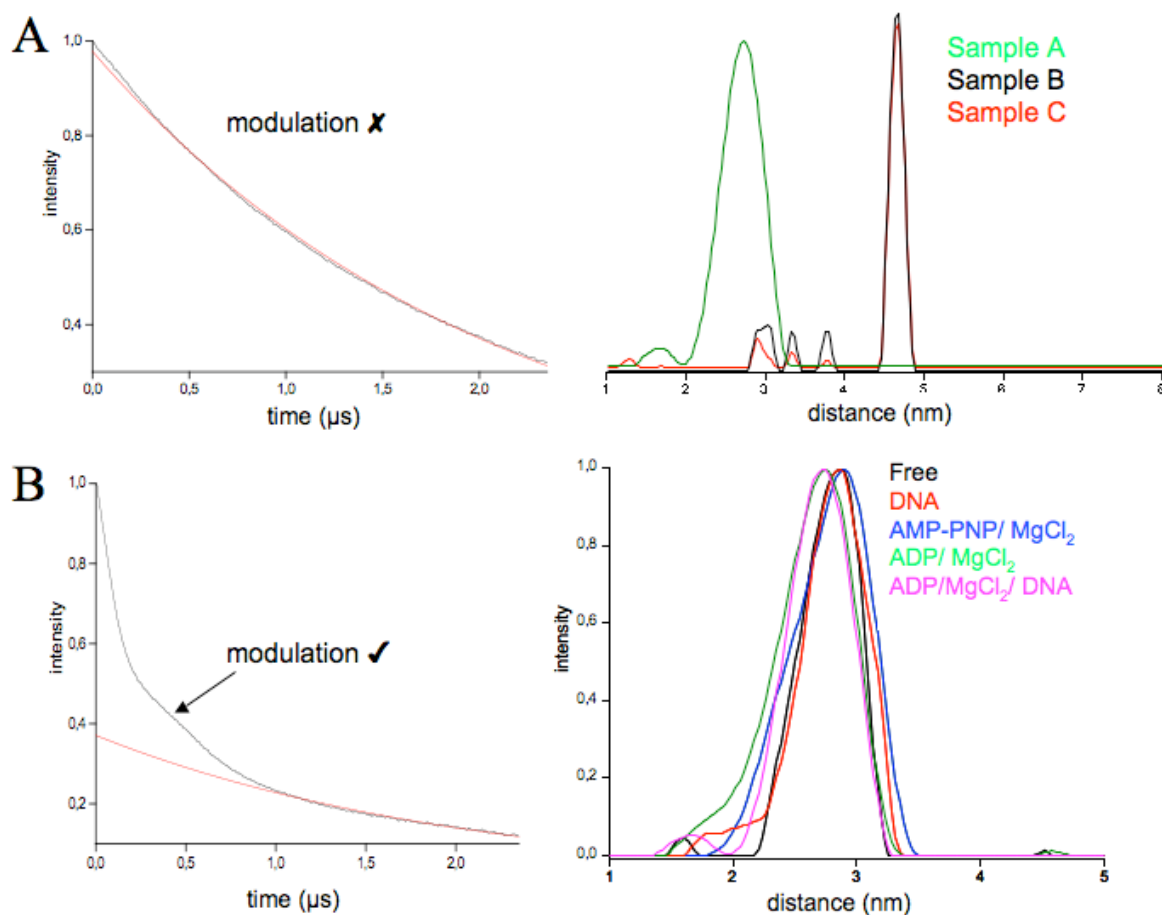 A
1,0
0,8
0,6
0,4
intensity
modulation ✗
0,0
0,5
1,0
1,5
2,0
time (µs)
Sample A
Sample B
Sample C
1 2 3 4 5 6 7 8
distance (nm)
B
1,0
0,8
0,6
0,4
0,2
intensity
modulation ✓
0,0
0,5
1,0
1,5
2,0
time (µs)
1,0
0,8
0,6
0,4
0,2
0,0
intensity
Free
DNA
AMP-PNP/ MgCl₂
ADP/ MgCl₂
ADP/MgCl₂/ DNA
1 2 3 4 5
distance (nm)